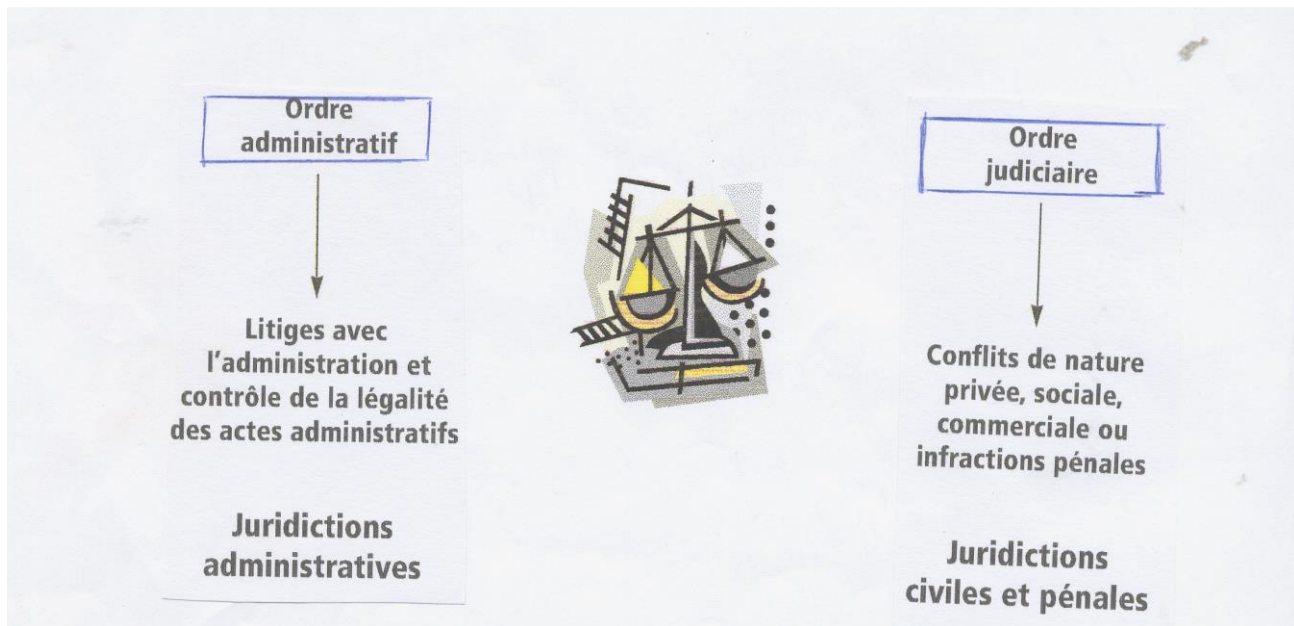 Ordre
administratif
Litiges avec
l'administration et
contrôle de la légalité
des actes administratifs
Juridictions
administratives
Ordre
judiciaire
Conflits de nature
privée, sociale,
commerciale ou
infractions pénales
Juridictions
civiles et pénales